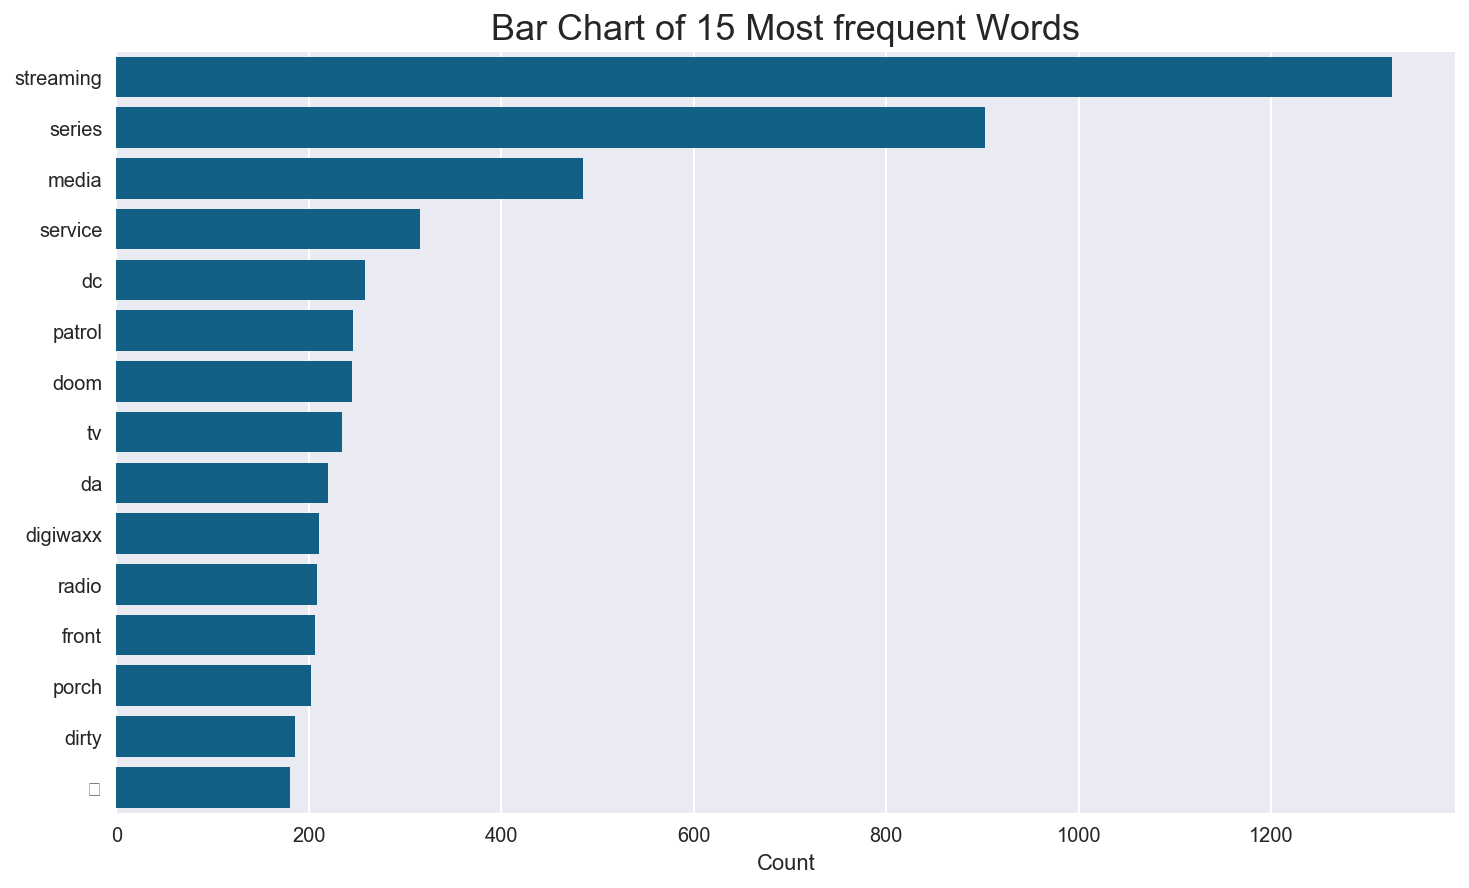 Bar Chart of 15 Most frequent Words
streaming
series
media
service
dc
patrol
doom
tv
da
digiwaxx
radio
front
porch
dirty
0 200 400 600 800 1000 1200
Count